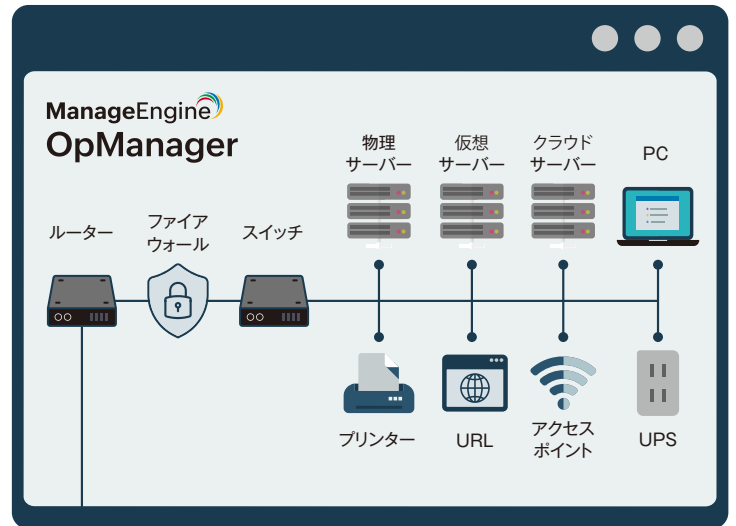 ManageEngine
OpManager
物理
サーバー
仮想
サーバー
クラウド
サーバー
PC
ルーター
ファイア
ウォール
スイッチ
プリンター
URL
アクセス
ポイント
UPS